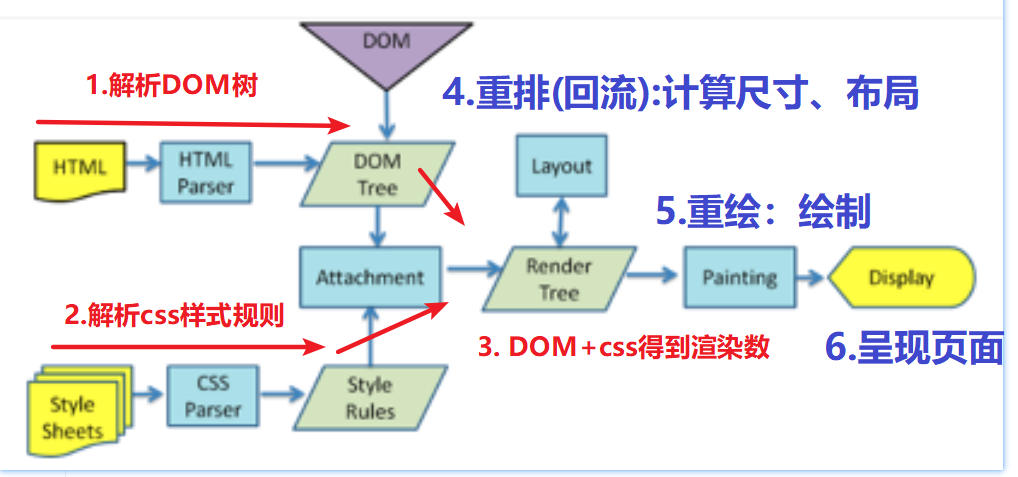 DOM
1.解析DOM树
4.重排(回流):计算尺寸、布局
HTML
HTML
Parser
DOM
Tree
Layout
5.重绘：绘制
Attachment
Render
Tree
Painting
Display
2.解析css样式规则
3. DOM+css得到渲染数
6.呈现页面
Style
Sheets
CSS
Parser
Style
Rules